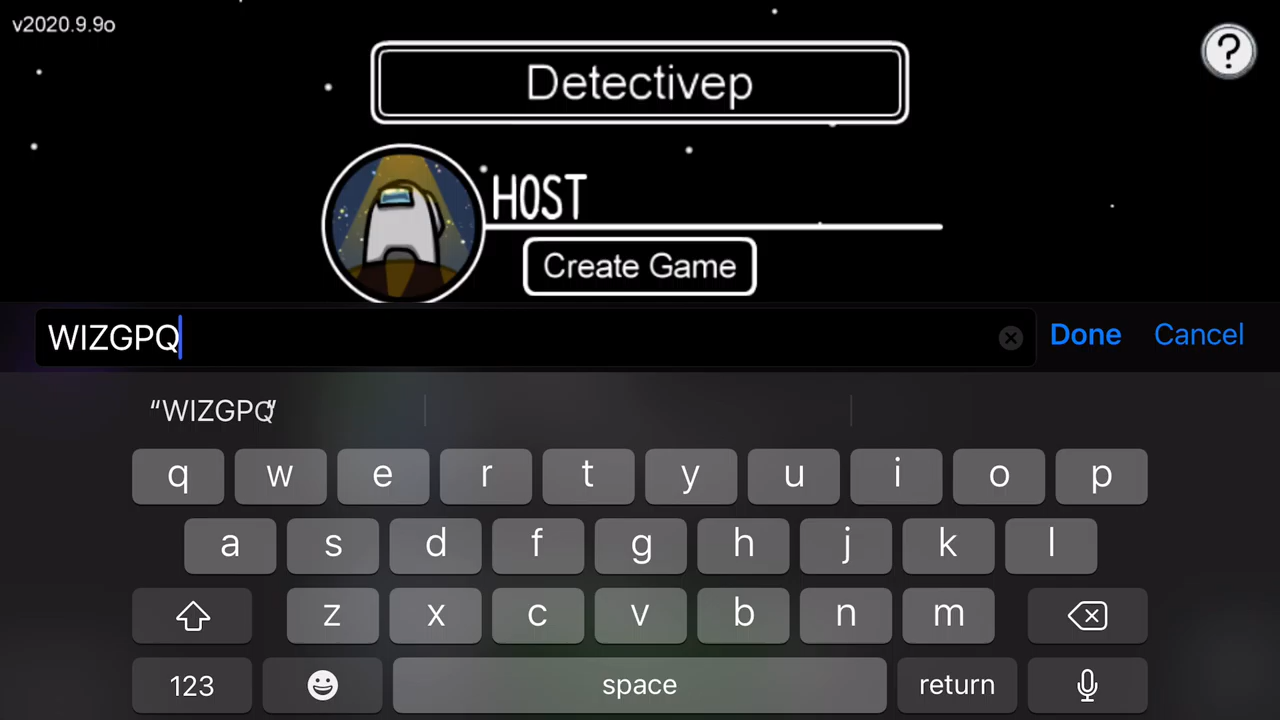 v2020.9.9o
Detectivep
?
HOST
Create Game
WIZGPQ
Done
Cancel
“WIZGPQ”
q w e r t y u i o p
a s d f g h j k l
z x c v b n m
123
space
return